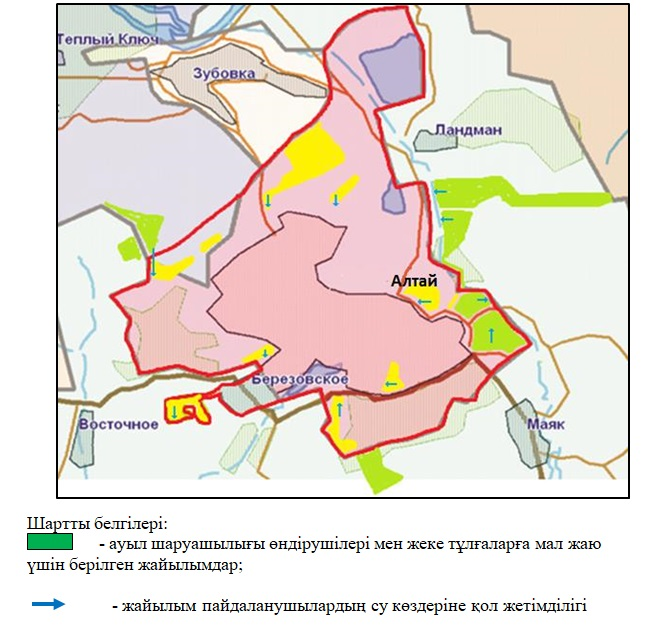 Теплый Ключ
Зубовка
Ландман
Алтай
Березовское
Восточное
Маяк
Шартты белгілері:
- ауыл шаруашылығы өндірушілері мен жеке тұлғаларға мал жаю
үшін берілген жайылымдар;
- жайылым пайдаланушылардың су көздеріне қол жетімділігі